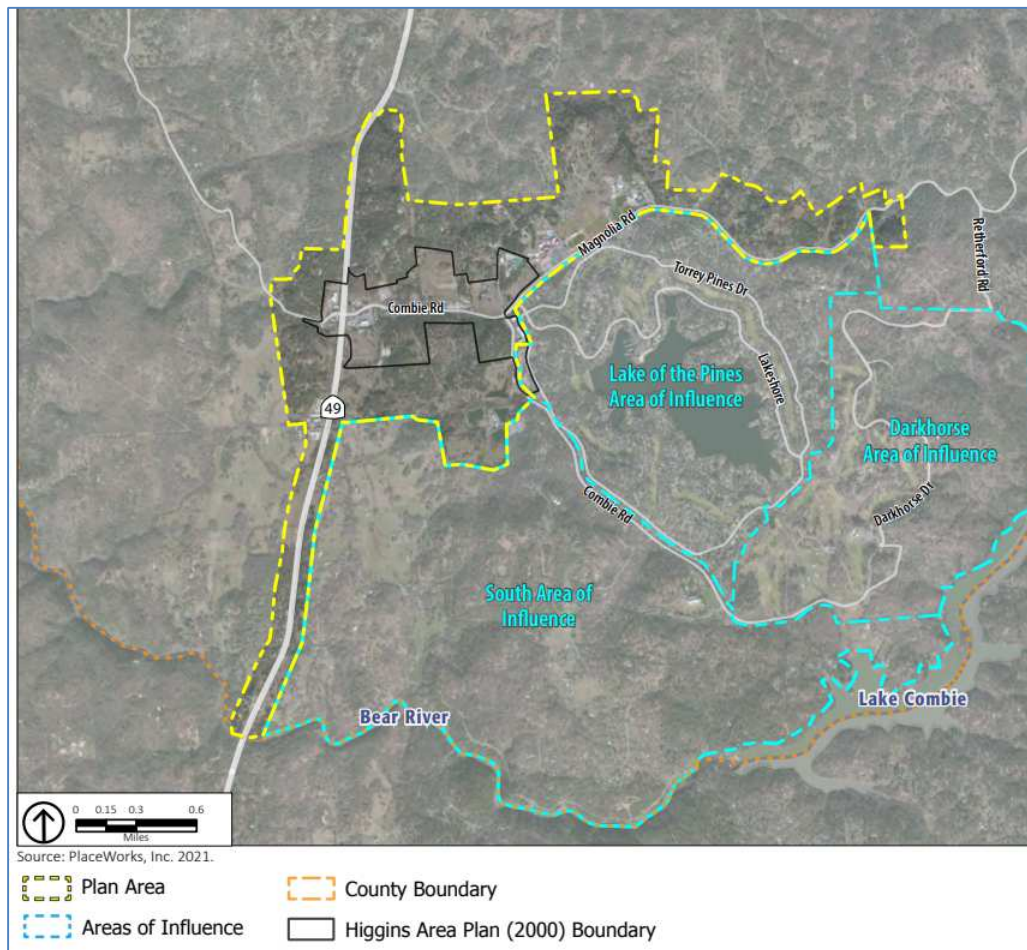 Magnolia Rd
Retherford Rd
Torrey Pines Dr
Combie Rd
Lakeshore
Lake of the Pines
Area of Influence
49
Darkhorse
Area of Influence
Darkhorse Dr
Combie Rd
South Area of
Influence
Lake Combie
Bear River
0 0.15 0.3 0.6
Miles
Source: PlaceWorks, Inc. 2021.
Plan Area
County Boundary
Areas of Influence
Higgins Area Plan (2000) Boundary